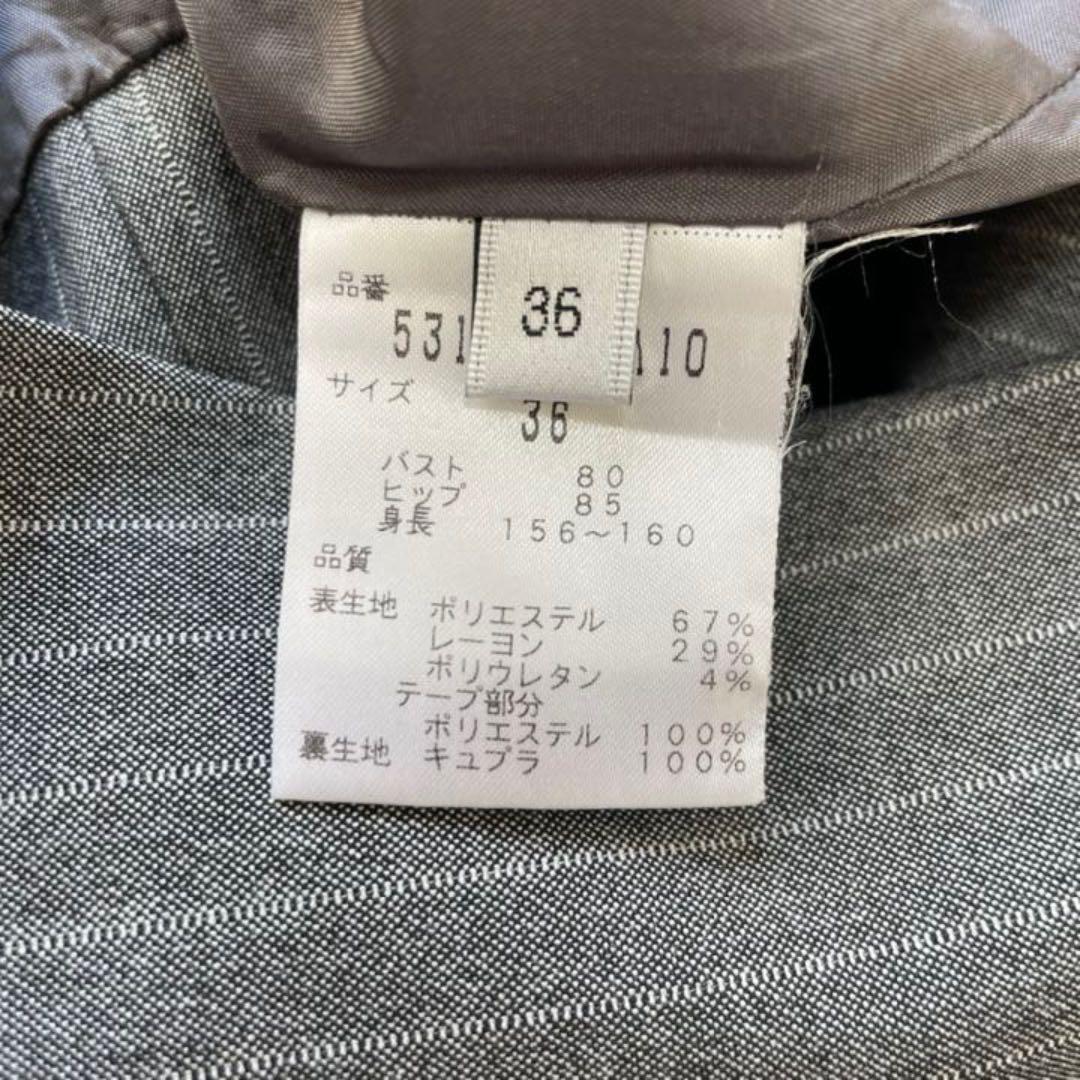 品番
36
531 A10
サイズ
36
バスト 80
ヒップ 85
身長 156～160
品質
表生地 ポリエステル 67%
レーヨン 29%
ポリウレタン 4%
テープ部分
ポリエステル 100%
裏生地 キュプラ 100%